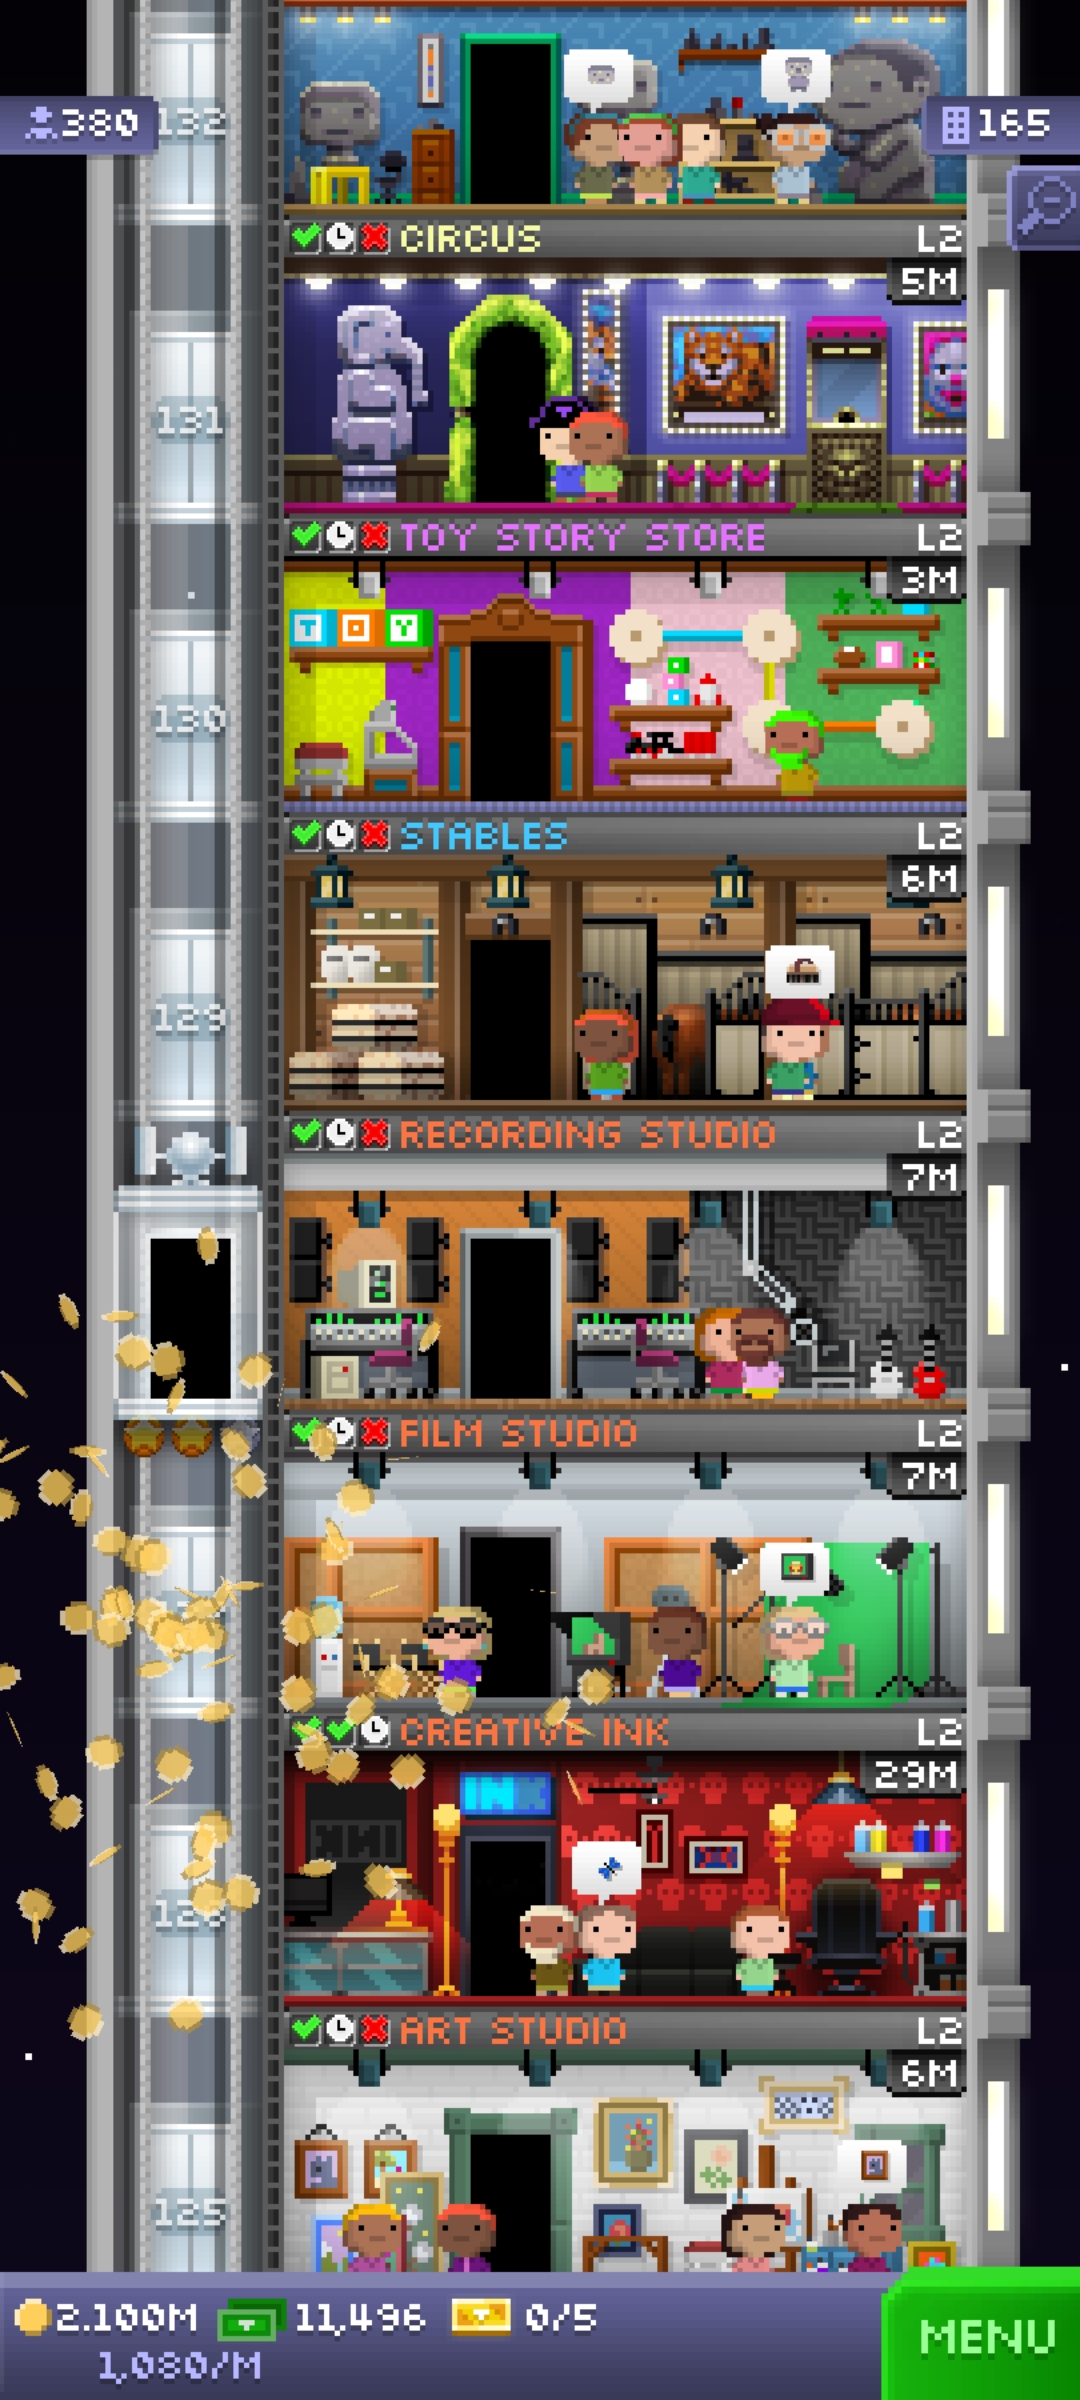 380
132
165
CIRCUS
L2
5M
131
TOY STORY STORE
L2
3M
TOY
130
STABLES
L2
6M
129
RECORDING STUDIO
L2
7M
FILM STUDIO
L2
7M
CREATIVE INK
L2
29M
INK
ART STUDIO
L2
6M
125
2.100M
11,496
0/5
1,080/M
MENU